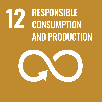 12 RESPONSIBLE
CONSUMPTION
AND PRODUCTION